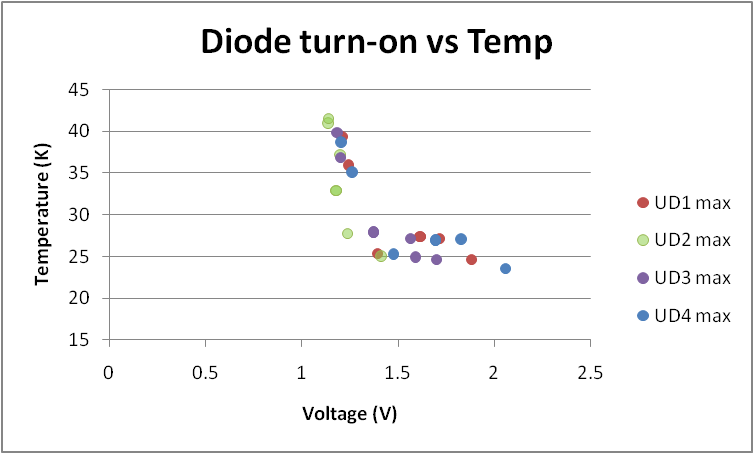 Diode turn-on vs Temp
Temperature (K)
45
40
35
30
25
20
15
0
0.5
1
1.5
2
2.5
Voltage (V)
UD1 max
UD2 max
UD3 max
UD4 max